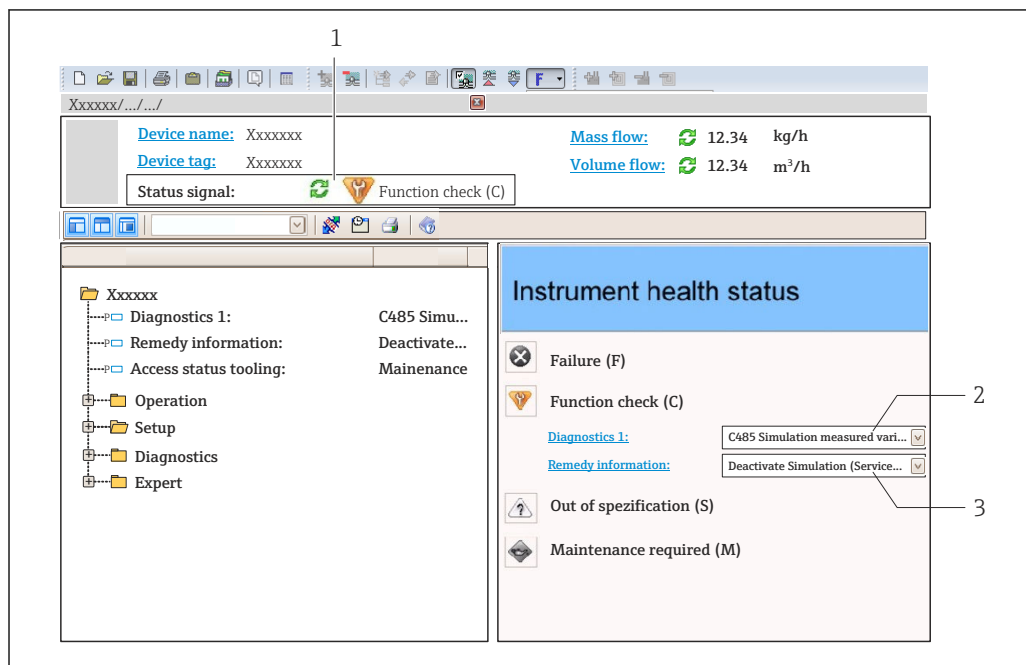 1
F
Xxxxxx/.../.../
Device name: Xxxxxxx
Mass flow: 12.34 kg/h
Device tag: Xxxxxxx
Volume flow: 12.34 m³/h
Status signal: Function check (C)
Xxxxxx
Diagnostics 1: C485 Simu...
Remedy information: Deactivate...
Access status tooling: Mainenance
Operation
Setup
Diagnostics
Expert
Instrument health status
Failure (F)
Function check (C)
2
Diagnostics 1: C485 Simulation measured vari...
Remedy information: Deactivate Simulation (Service...
Out of spezification (S)
3
Maintenance required (M)